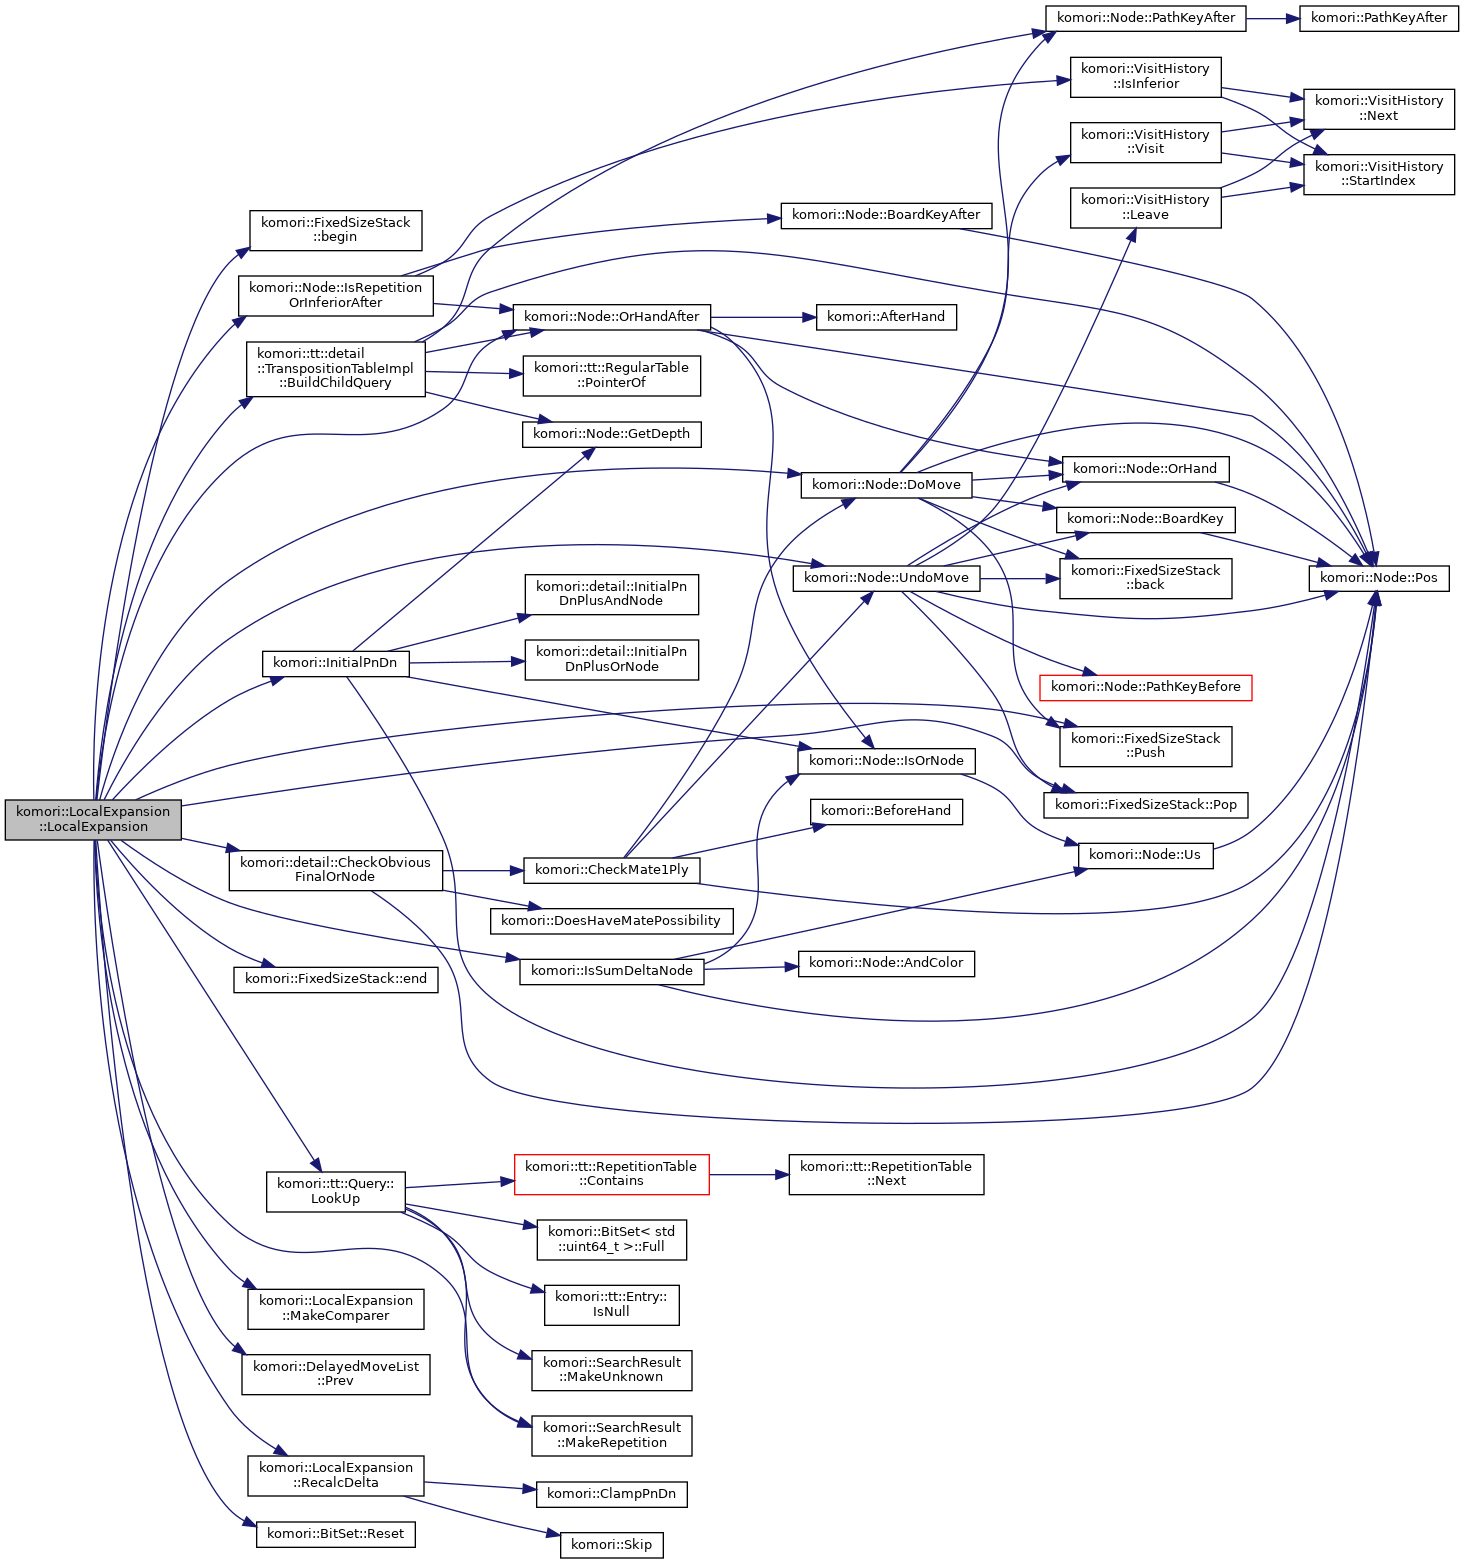 komori::LocalExpansion
::LocalExpansion
komori::FixedSizeStack
::begin
komori::Node::IsRepetition
OrInferiorAfter
komori::tt::detail
::TranspositionTableImpl
::BuildChildQuery
komori::InitialPnDn
komori::detail::CheckObvious
FinalOrNode
komori::FixedSizeStack::end
komori::tt::Query::
LookUp
komori::LocalExpansion
::MakeComparer
komori::DelayedMoveList
::Prev
komori::LocalExpansion
::RecalcDelta
komori::BitSet::Reset
komori::Node::OrHandAfter
komori::tt::RegularTable
::PointerOf
komori::Node::GetDepth
komori::detail::InitialPn
DnPlusAndNode
komori::detail::InitialPn
DnPlusOrNode
komori::CheckMate1Ply
komori::DoesHaveMatePossibility
komori::IsSumDeltaNode
komori::tt::RepetitionTable
::Contains
komori::BitSet< std
::uint64_t >::Full
komori::tt::Entry::
IsNull
komori::SearchResult
::MakeUnknown
komori::SearchResult
::MakeRepetition
komori::ClampPnDn
komori::Skip
komori::Node::BoardKeyAfter
komori::AfterHand
komori::Node::DoMove
komori::Node::UndoMove
komori::Node::IsOrNode
komori::BeforeHand
komori::Node::AndColor
komori::tt::RepetitionTable
::Next
komori::Node::PathKeyAfter
komori::VisitHistory
::IsInferior
komori::VisitHistory
::Visit
komori::VisitHistory
::Leave
komori::Node::OrHand
komori::Node::BoardKey
komori::FixedSizeStack
::back
komori::Node::PathKeyBefore
komori::FixedSizeStack
::Push
komori::FixedSizeStack::Pop
komori::Node::Us
komori::PathKeyAfter
komori::VisitHistory
::Next
komori::VisitHistory
::StartIndex
komori::Node::Pos